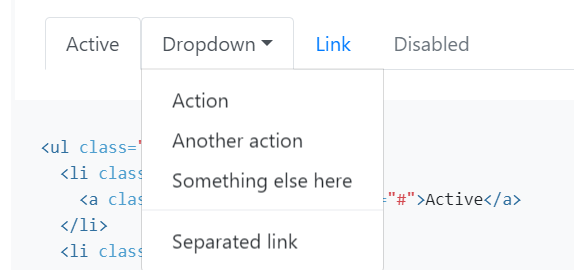 Active Dropdown Link Disabled
Action
Another action
Something else here
Separated link
<ul class="
<li class
<a clas ="#">Active</a>
</li>
<li class